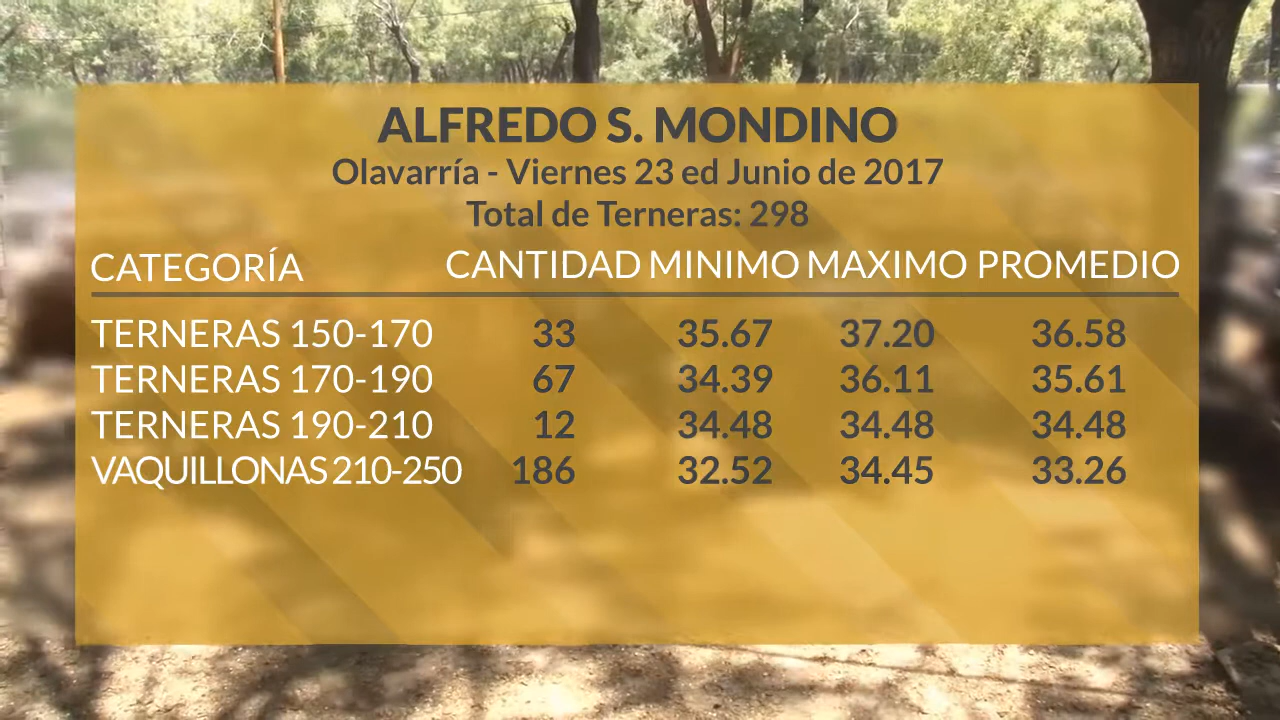 ALFREDO S. MONDINO
Olavarría - Viernes 23 ed Junio de 2017
Total de Terneras: 298
CATEGORÍA CANTIDAD MINIMO MAXIMO PROMEDIO
TERNERAS 150-170 33 35.67 37.20 36.58
TERNERAS 170-190 67 34.39 36.11 35.61
TERNERAS 190-210 12 34.48 34.48 34.48
VAQUILLONAS 210-250 186 32.52 34.45 33.26